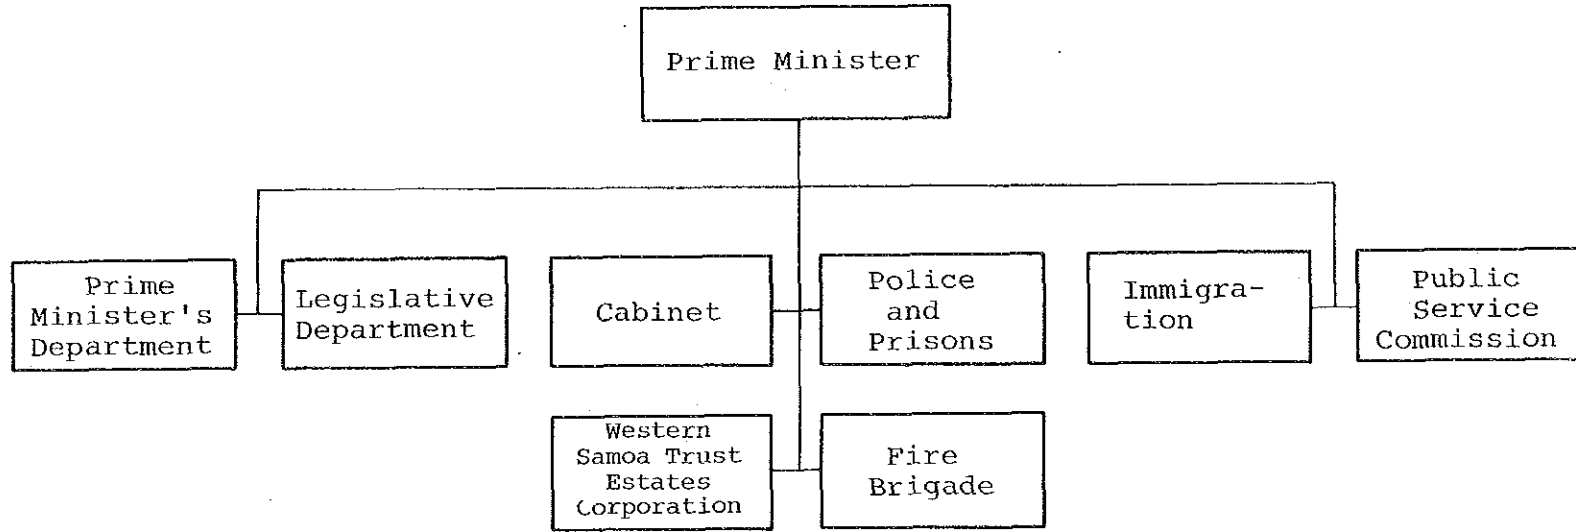 Prime Minister
Prime
Minister's
Department
Legislative
Department
Cabinet
Police
and
Prisons
Immigra-
tion
Public
Service
Commission
Western
Samoa Trust
Estates
Corporation
Fire
Brigade